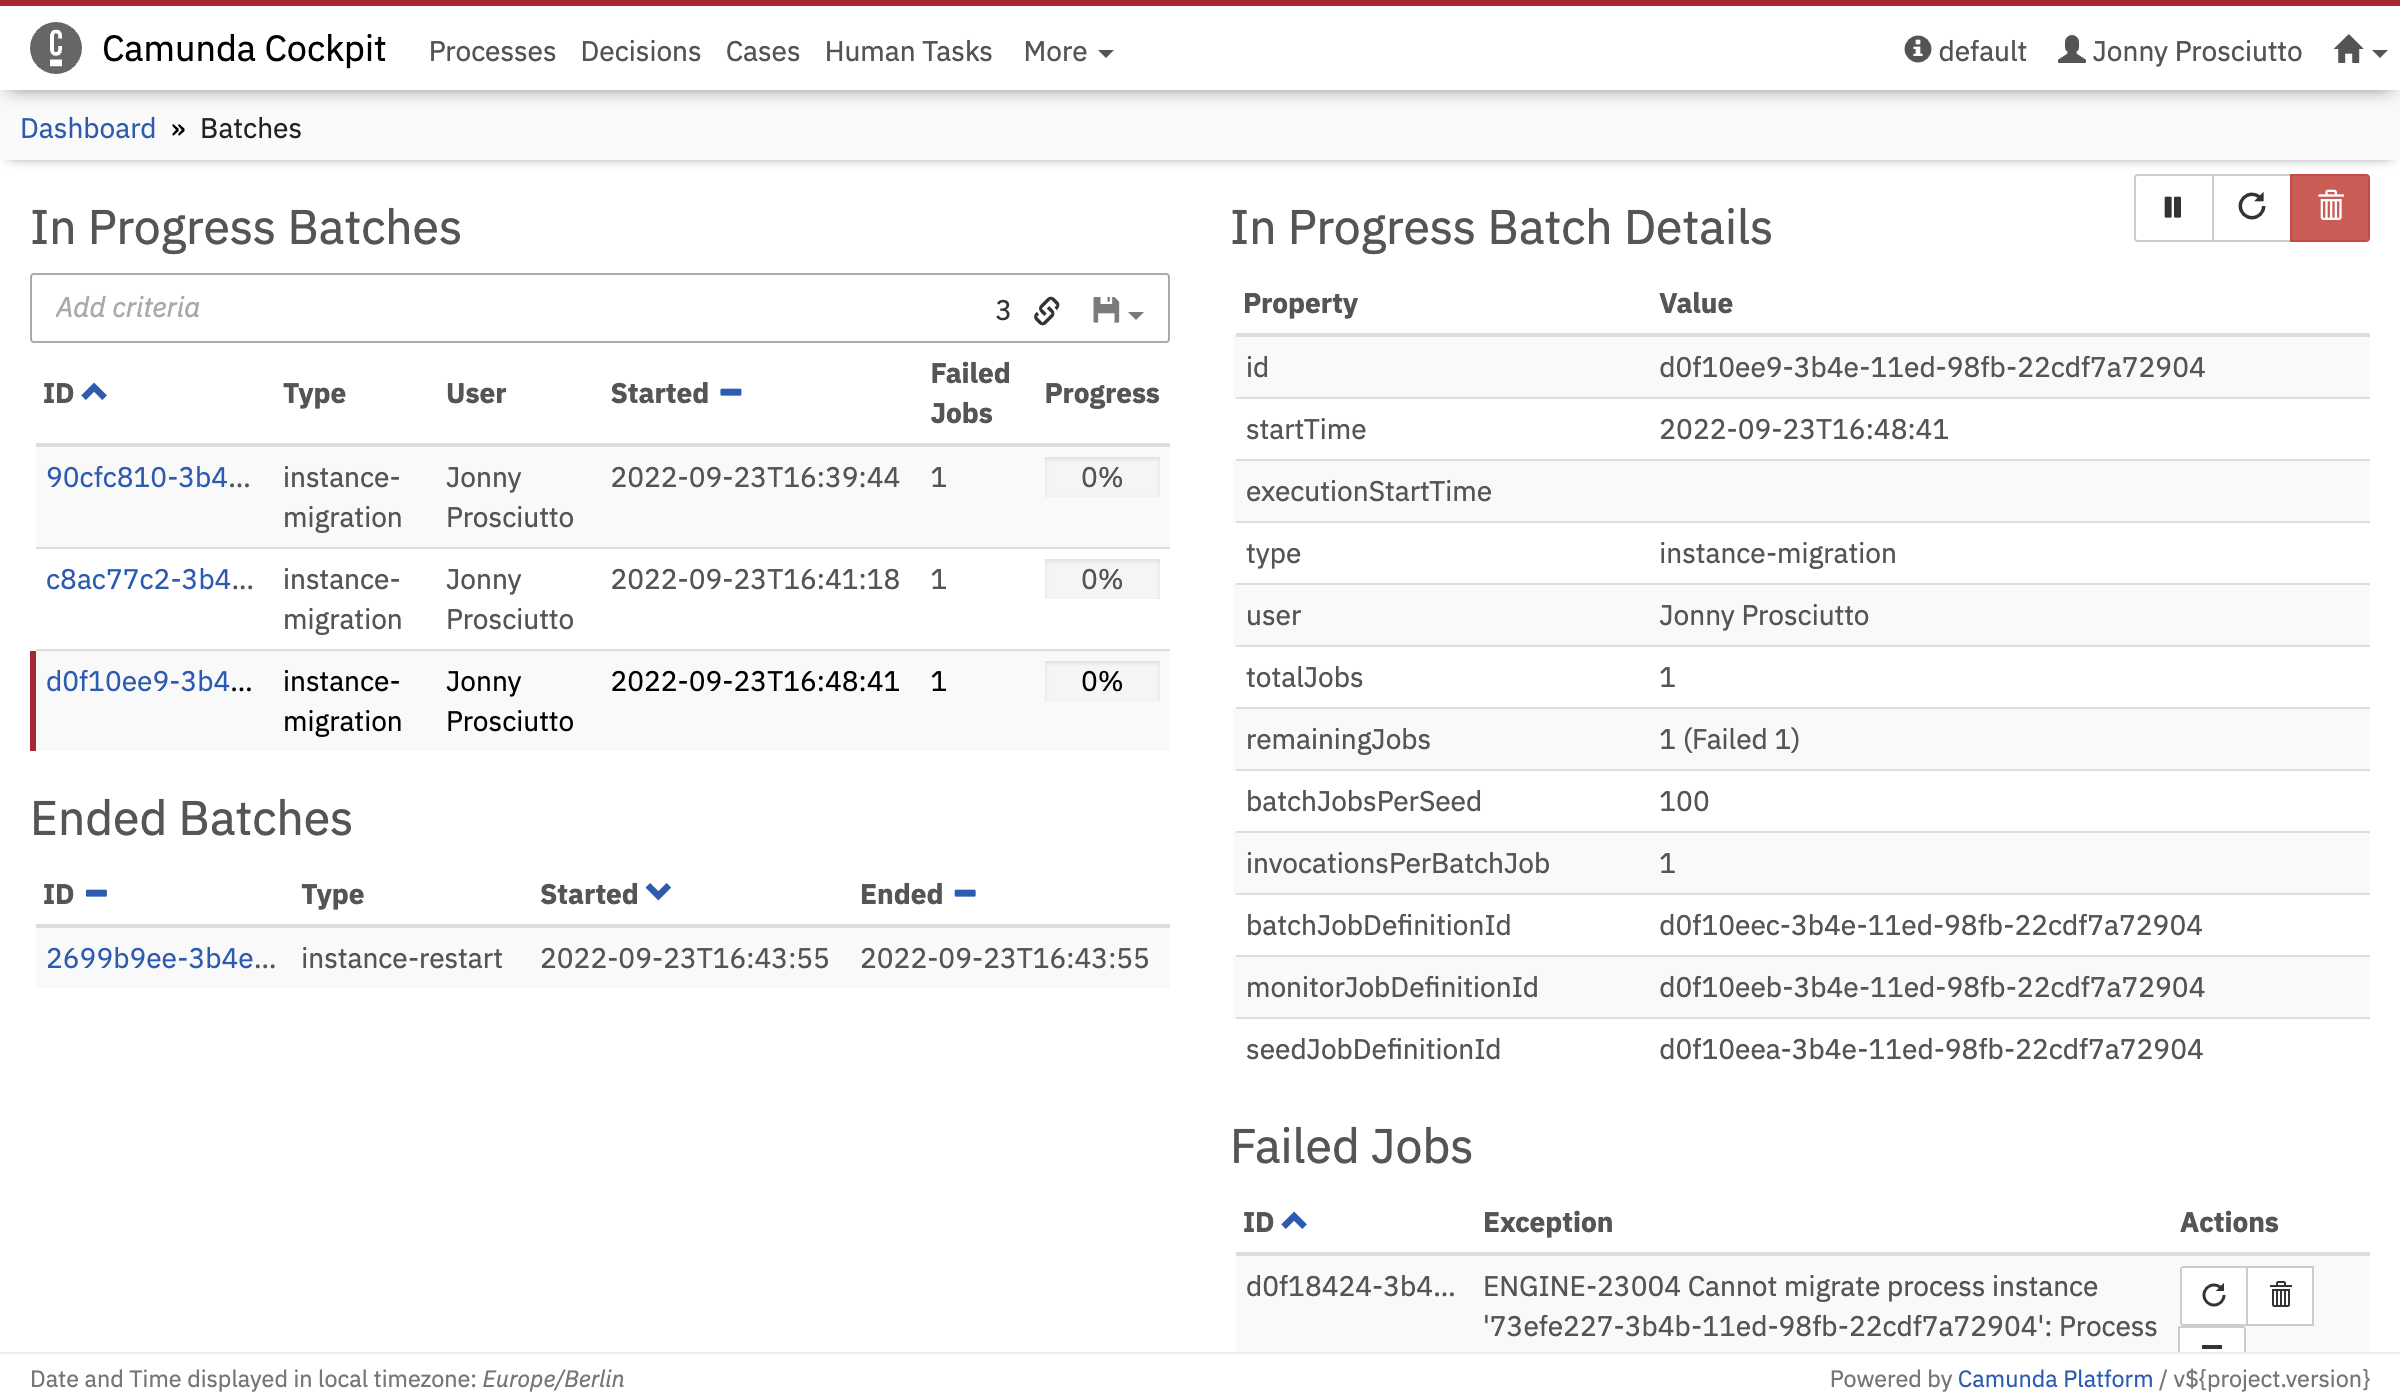 Camunda Cockpit Processes Decisions Cases Human Tasks More default Jonny Prosciutto
Dashboard » Batches
In Progress Batches
Add criteria 3
ID Type User Started Failed Jobs Progress
90cfc810-3b4... instance-migration Jonny Prosciutto 2022-09-23T16:39:44 1 0%
c8ac77c2-3b4... instance-migration Jonny Prosciutto 2022-09-23T16:41:18 1 0%
d0f10ee9-3b4... instance-migration Jonny Prosciutto 2022-09-23T16:48:41 1 0%
Ended Batches
ID Type Started Ended
2699b9ee-3b4e... instance-restart 2022-09-23T16:43:55 2022-09-23T16:43:55
In Progress Batch Details
Property Value
id d0f10ee9-3b4e-11ed-98fb-22cdf7a72904
startTime 2022-09-23T16:48:41
executionStartTime
type instance-migration
user Jonny Prosciutto
totalJobs 1
remainingJobs 1 (Failed 1)
batchJobsPerSeed 100
invocationsPerBatchJob 1
batchJobDefinitionId d0f10eec-3b4e-11ed-98fb-22cdf7a72904
monitorJobDefinitionId d0f10eeb-3b4e-11ed-98fb-22cdf7a72904
seedJobDefinitionId d0f10eea-3b4e-11ed-98fb-22cdf7a72904
Failed Jobs
ID Exception Actions
d0f18424-3b4... ENGINE-23004 Cannot migrate process instance
'73efe227-3b4b-11ed-98fb-22cdf7a72904': Process
Date and Time displayed in local timezone: Europe/Berlin
Powered by Camunda Platform / v${project.version}